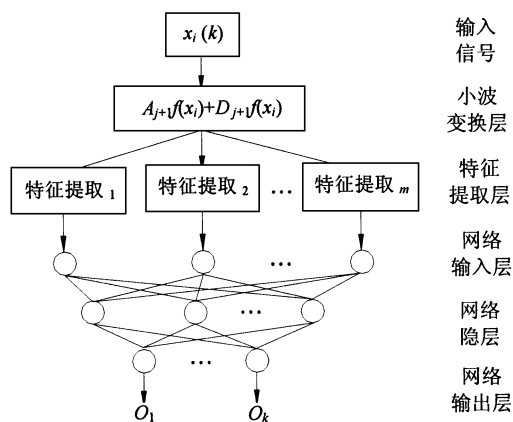 x_i(k)
输入
信号
A_{j+1}f(x_i)+D_{j+1}f(x_i)
小波
变换层
特征提取 1
特征提取 2
…
特征提取 m
特征
提取层
…
网络
输入层
…
网络
隐层
…
网络
输出层
O_1
O_k